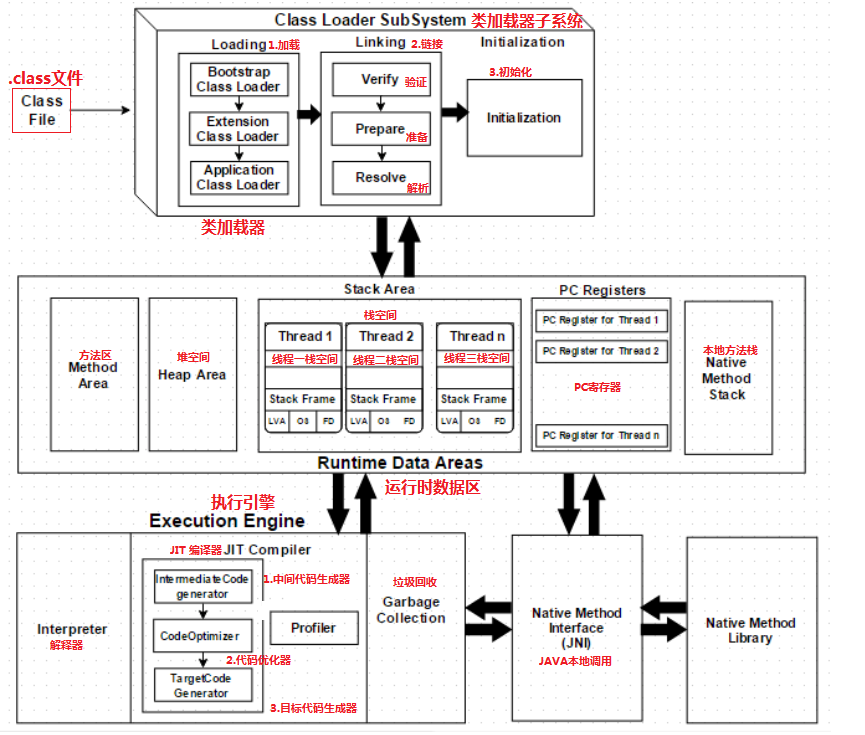 Class Loader SubSystem 类加载器子系统
Loading 1.加载
Linking 2.链接
Initialization
.class文件
Class
File
Bootstrap
Class Loader
Extension
Class Loader
Application
Class Loader
类加载器
Verify 验证
Prepare 准备
Resolve 解析
3.初始化
Initialization
Stack Area
栈空间
PC Registers
方法区
Method
Area
堆空间
Heap Area
Thread 1
线程一栈空间
Stack Frame
LVA OS FD
Thread 2
线程二栈空间
Stack Frame
LVA OS FD
Thread n
线程三栈空间
Stack Frame
LVA OS FD
PC Register for Thread 1
PC Register for Thread 2
PC寄存器
PC Register for Thread n
本地方法栈
Native
Method
Stack
Runtime Data Areas
运行时数据区
执行引擎
Execution Engine
Interpreter
解释器
JIT 编译器 JIT Compiler
IntermediateCode
generator
1.中间代码生成器
CodeOptimizer
2.代码优化器
TargetCode
Generator
3.目标代码生成器
Profiler
垃圾回收
Garbage
Collection
Native Method
Interface
(JNI)
JAVA本地调用
Native Method
Library